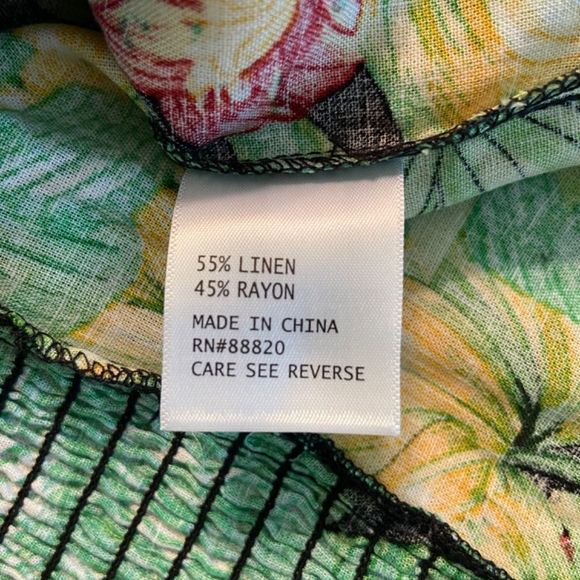 55% LINEN
45% RAYON
MADE IN CHINA
RN#88820
CARE SEE REVERSE